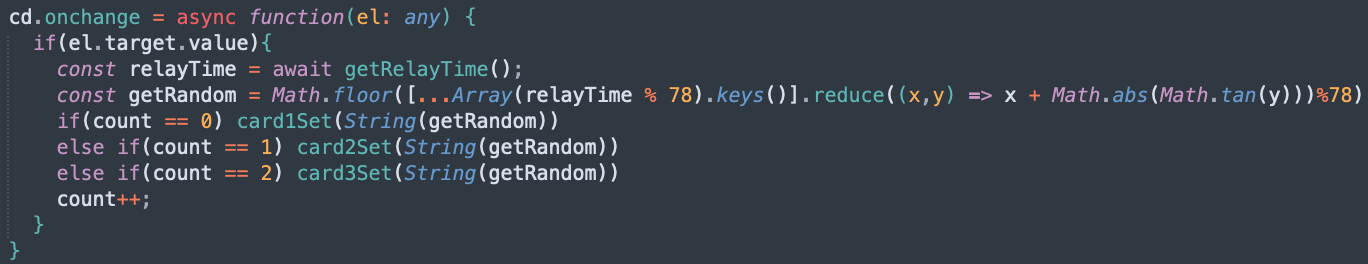 cd.onchange = async function(el: any) {
if(el.target.value){
const relayTime = await getRelayTime();
const getRandom = Math.floor([...Array(relayTime % 78).keys()].reduce((x,y) => x + Math.abs(Math.tan(y)))%78)
if(count == 0) card1Set(String(getRandom))
else if(count == 1) card2Set(String(getRandom))
else if(count == 2) card3Set(String(getRandom))
count++;
}
}